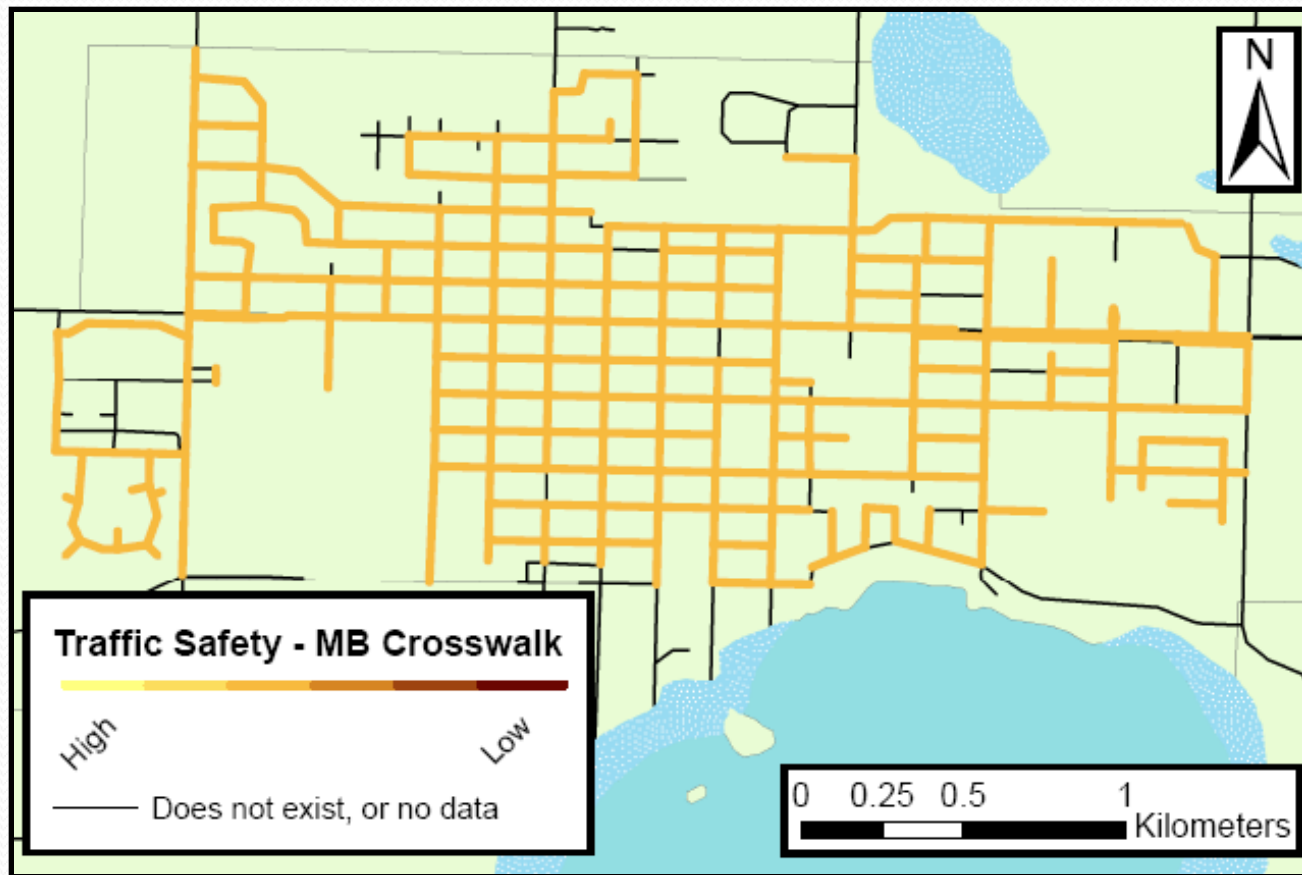 N
Traffic Safety - MB Crosswalk
High
Low
Does not exist, or no data
0 0.25 0.5 1
Kilometers